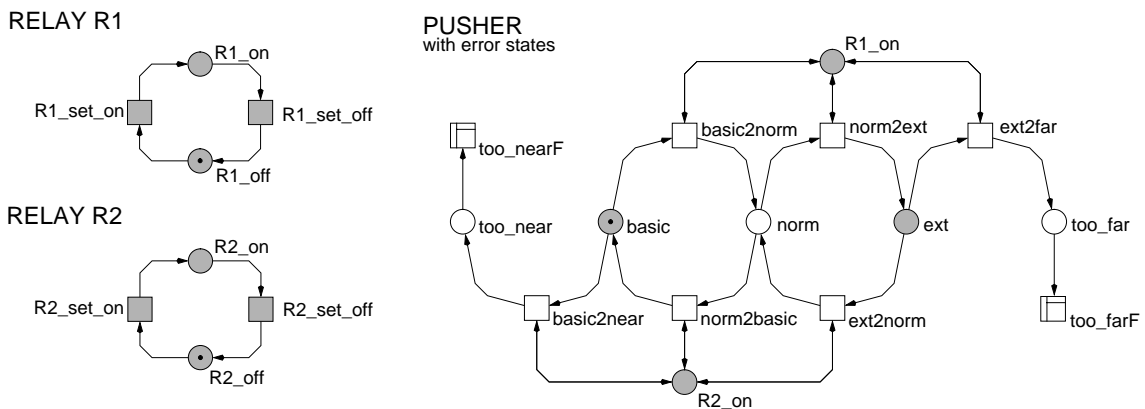 RELAY R1
R1_on
R1_set_on
R1_set_off
R1_off
RELAY R2
R2_on
R2_set_on
R2_set_off
R2_off
PUSHER
with error states
R1_on
basic2norm
norm2ext
ext2far
too_nearF
too_near
basic
norm
ext
too_far
basic2near
norm2basic
ext2norm
too_farF
R2_on